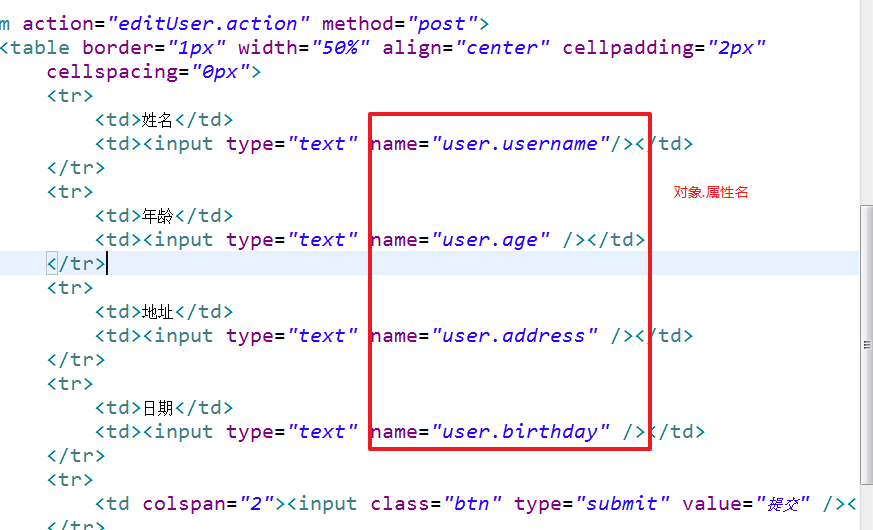 m action="editUser.action" method="post">
<table border="1px" width="50%" align="center" cellpadding="2px"
cellspacing="0px">
<tr>
<td>姓名</td>
<td><input type="text" name="user.username"/></td>
</tr>
<tr>
对象.属性名
<td>年龄</td>
<td><input type="text" name="user.age" /></td>
</tr>
<tr>
<td>地址</td>
<td><input type="text" name="user.address" /></td>
</tr>
<tr>
<td>日期</td>
<td><input type="text" name="user.birthday" /></td>
</tr>
<tr>
<td colspan="2"><input class="btn" type="submit" value="提交" /><
</tr>